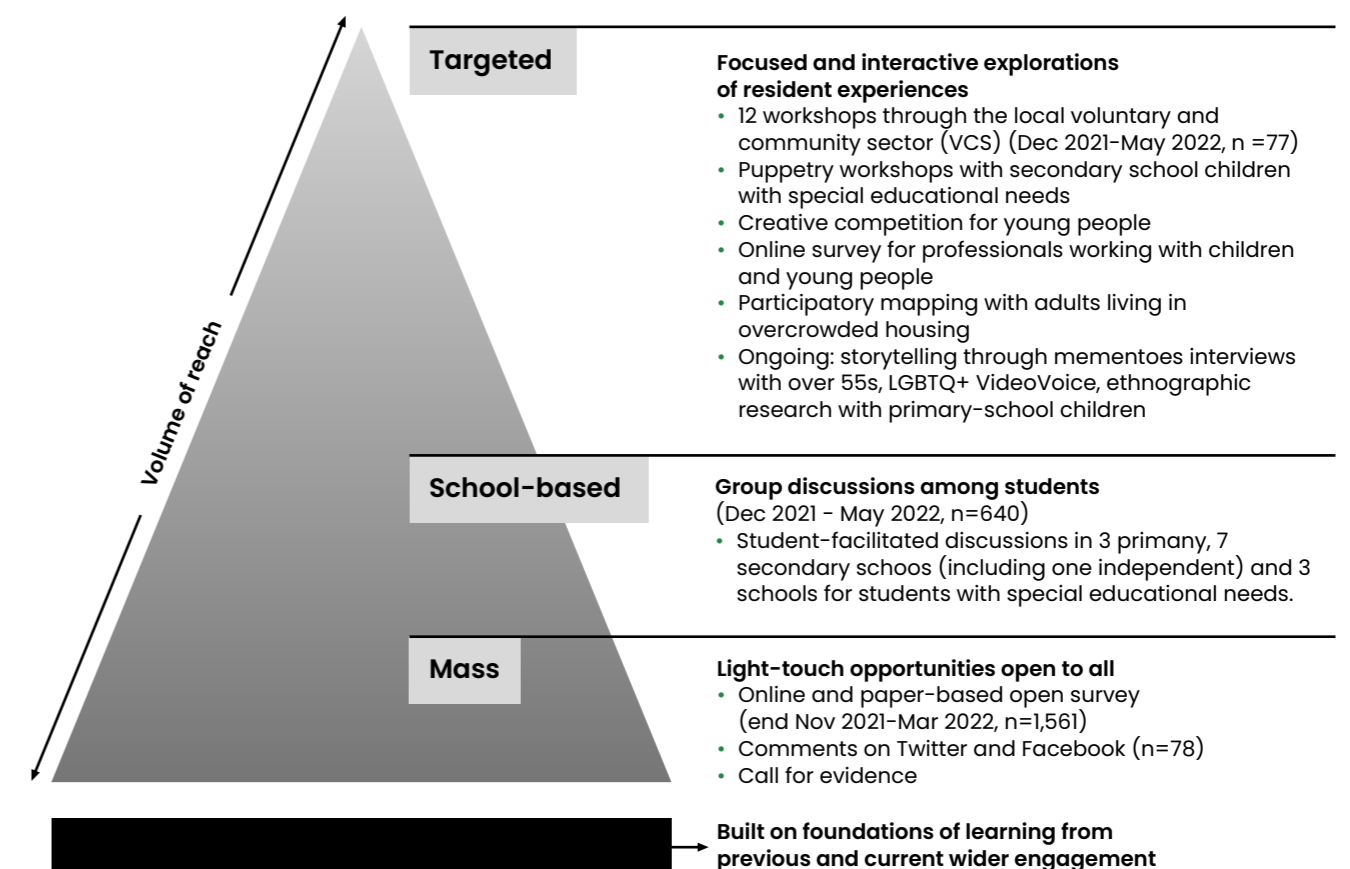 Targeted
Focused and interactive explorations
of resident experiences
• 12 workshops through the local voluntary and
community sector (VCS) (Dec 2021-May 2022, n =77)
• Puppetry workshops with secondary school children
with special educational needs
• Creative competition for young people
• Online survey for professionals working with children
and young people
• Participatory mapping with adults living in
overcrowded housing
• Ongoing: storytelling through mementoes interviews
with over 55s, LGBTQ+ VideoVoice, ethnographic
research with primary-school children
Volume of reach
School-based
Group discussions among students
(Dec 2021 - May 2022, n=640)
• Student-facilitated discussions in 3 primany, 7
secondary schoos (including one independent) and 3
schools for students with special educational needs.
Mass
Light-touch opportunities open to all
• Online and paper-based open survey
(end Nov 2021-Mar 2022, n=1,561)
• Comments on Twitter and Facebook (n=78)
• Call for evidence
Built on foundations of learning from
previous and current wider engagement